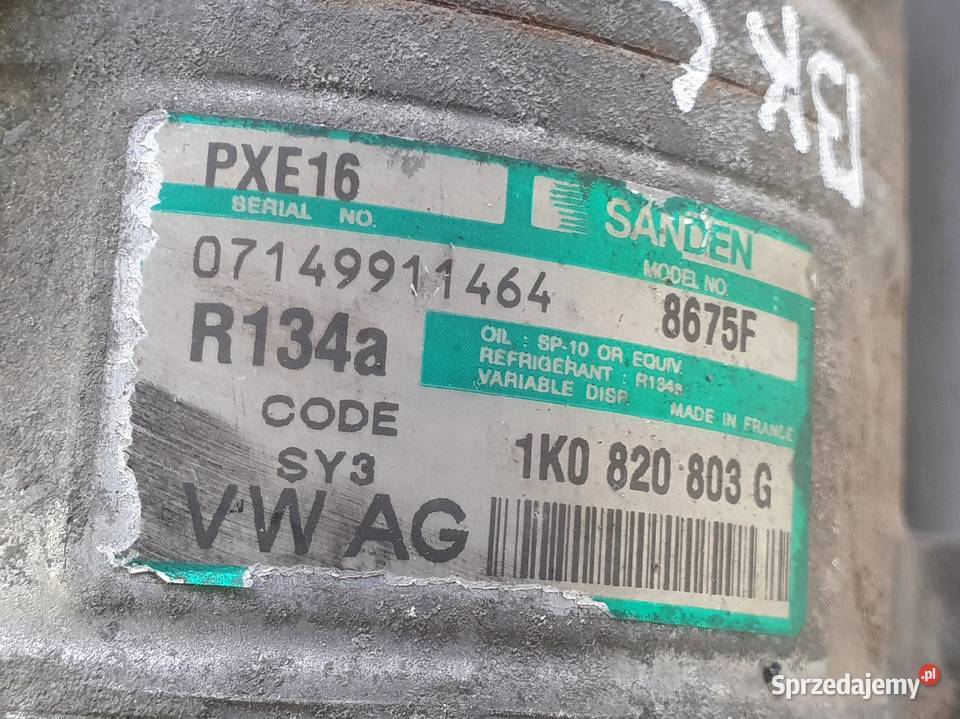 BKC
PXE16
SERIAL NO.
SANDEN
MODEL NO.
07149911464
8675F
R134a
OIL : SP-10 OR EQUIV.
REFRIGERANT : R134a
VARIABLE DISP.
MADE IN FRANCE
CODE
SY3
1K0 820 803 G
VW AG
Sprzedajemy.pl